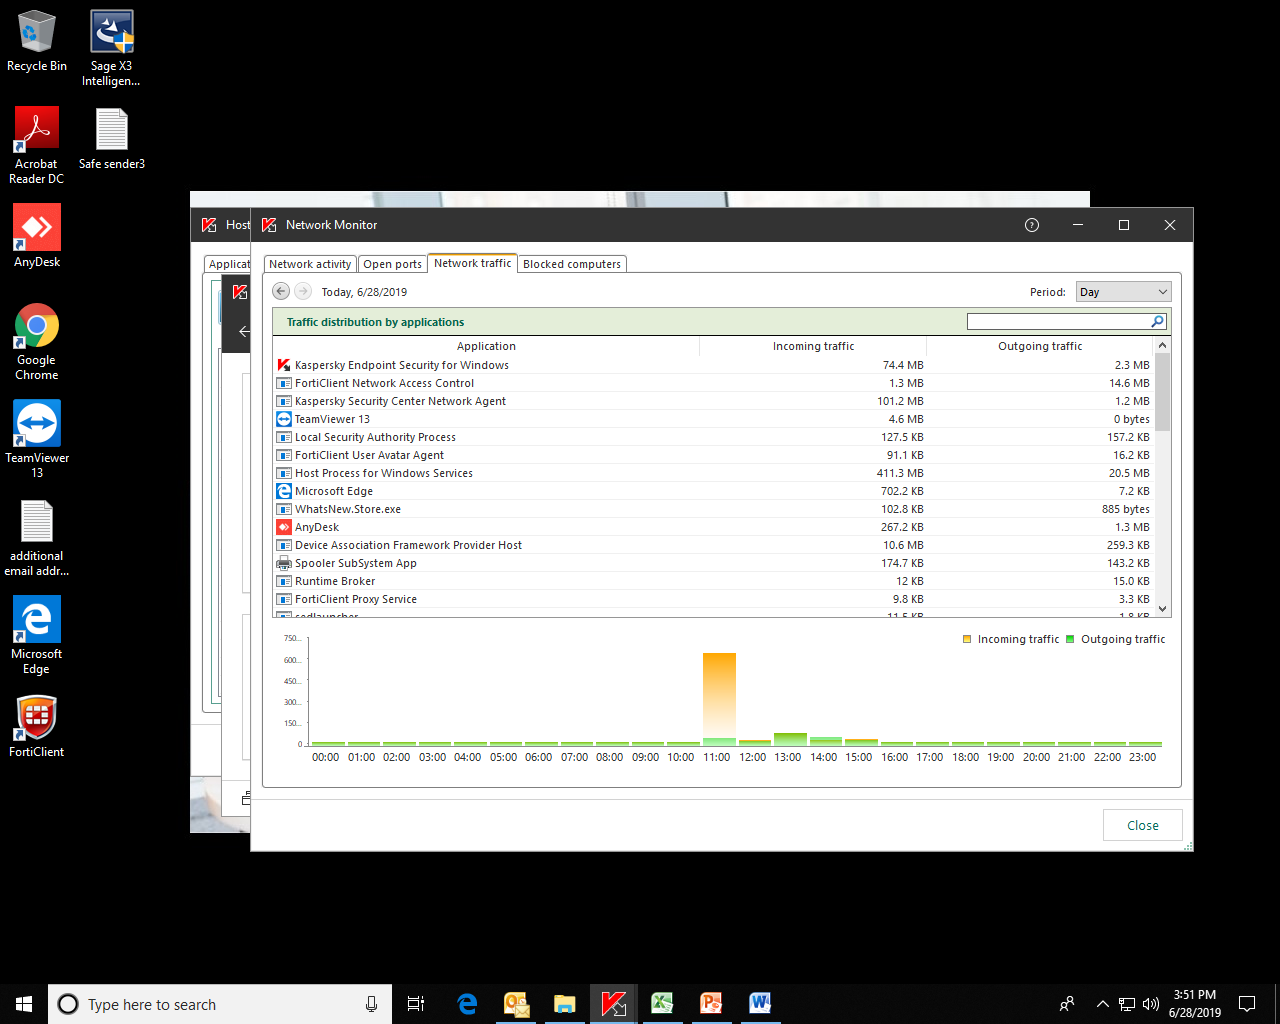 Recycle Bin
Sage X3
Intelligen...
Acrobat
Reader DC
Safe sender3
AnyDesk
Google
Chrome
TeamViewer
13
additional
email addr...
Microsoft
Edge
FortiClient
Host
Applicat
Network Monitor
Network activity
Open ports
Network traffic
Blocked computers
Today, 6/28/2019
Period:
Day
Traffic distribution by applications
Application Incoming traffic Outgoing traffic
Kaspersky Endpoint Security for Windows 74.4 MB 2.3 MB
FortiClient Network Access Control 1.3 MB 14.6 MB
Kaspersky Security Center Network Agent 101.2 MB 1.2 MB
TeamViewer 13 4.6 MB 0 bytes
Local Security Authority Process 127.5 KB 157.2 KB
FortiClient User Avatar Agent 91.1 KB 16.2 KB
Host Process for Windows Services 411.3 MB 20.5 MB
Microsoft Edge 702.2 KB 7.2 KB
WhatsNew.Store.exe 102.8 KB 885 bytes
AnyDesk 267.2 KB 1.3 MB
Device Association Framework Provider Host 10.6 MB 259.3 KB
Spooler SubSystem App 174.7 KB 143.2 KB
Runtime Broker 12 KB 15.0 KB
FortiClient Proxy Service 9.8 KB 3.3 KB
sedlauncher 11.5 KB 1.8 KB
Incoming traffic Outgoing traffic
750...
600...
450...
300...
150...
0
00:00 01:00 02:00 03:00 04:00 05:00 06:00 07:00 08:00 09:00 10:00 11:00 12:00 13:00 14:00 15:00 16:00 17:00 18:00 19:00 20:00 21:00 22:00 23:00
Close
Type here to search
3:51 PM
6/28/2019